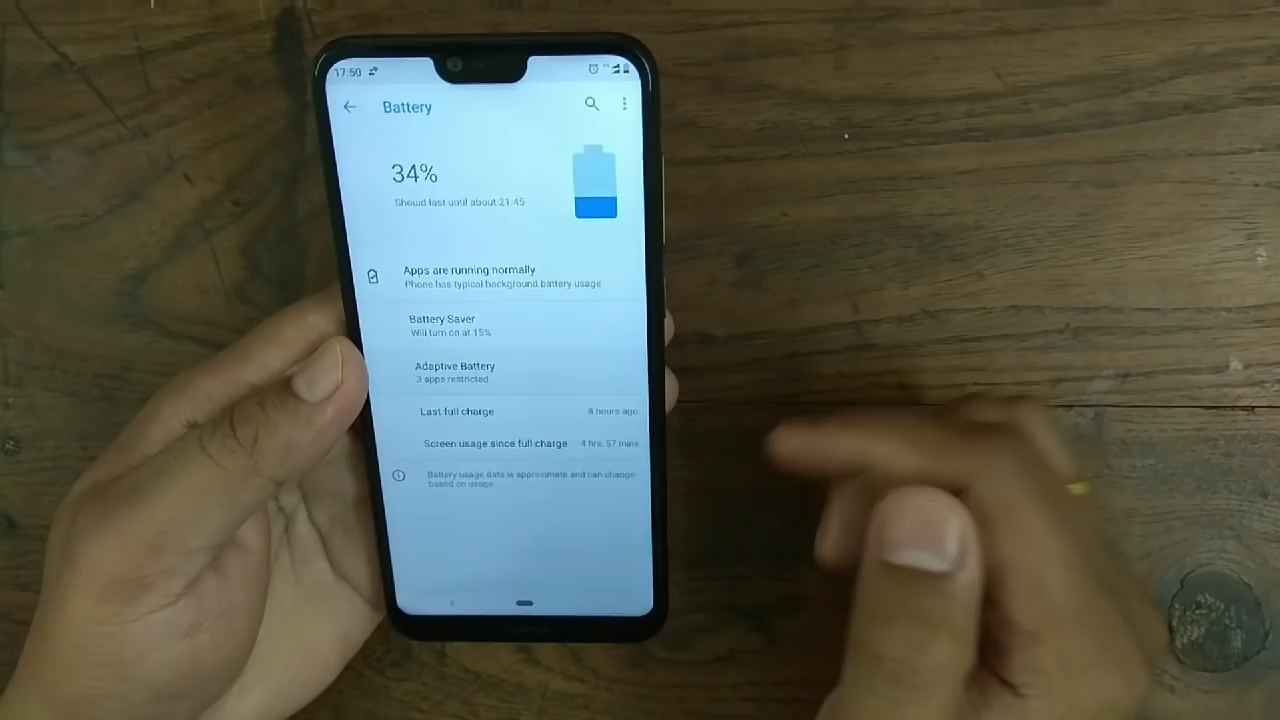 17:50
Battery
34%
Should last until about 21:45
Apps are running normally
Phone has typical background battery usage
Battery Saver
Will turn on at 15%
Adaptive Battery
3 apps restricted
Last full charge 8 hours ago
Screen usage since full charge 4 hrs, 57 mins
Battery usage data is approximate and can change
based on usage